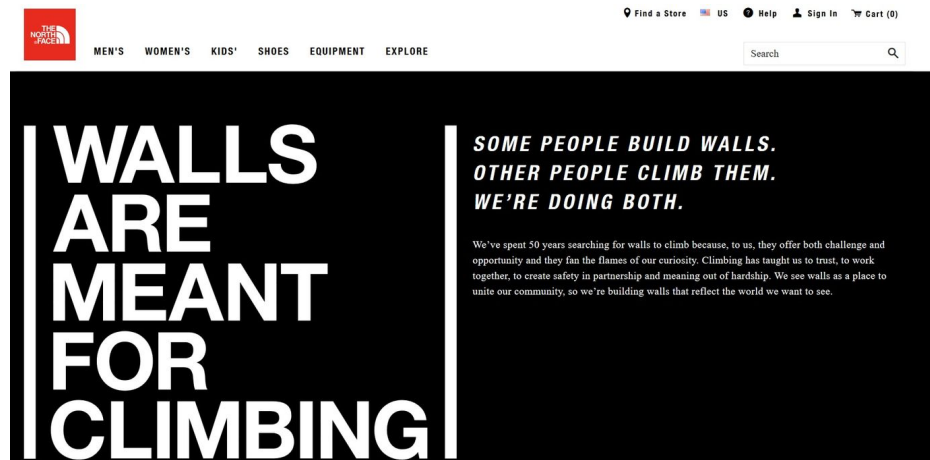 Find a Store US Help Sign In Cart (0)
THE
NORTH
FACE
MEN'S WOMEN'S KIDS' SHOES EQUIPMENT EXPLORE
Search
WALLS
ARE
MEANT
FOR
CLIMBING
SOME PEOPLE BUILD WALLS.
OTHER PEOPLE CLIMB THEM.
WE'RE DOING BOTH.
We've spent 50 years searching for walls to climb because, to us, they offer both challenge and
opportunity and they fan the flames of our curiosity. Climbing has taught us to trust, to work
together, to create safety in partnership and meaning out of hardship. We see walls as a place to
unite our community, so we're building walls that reflect the world we want to see.